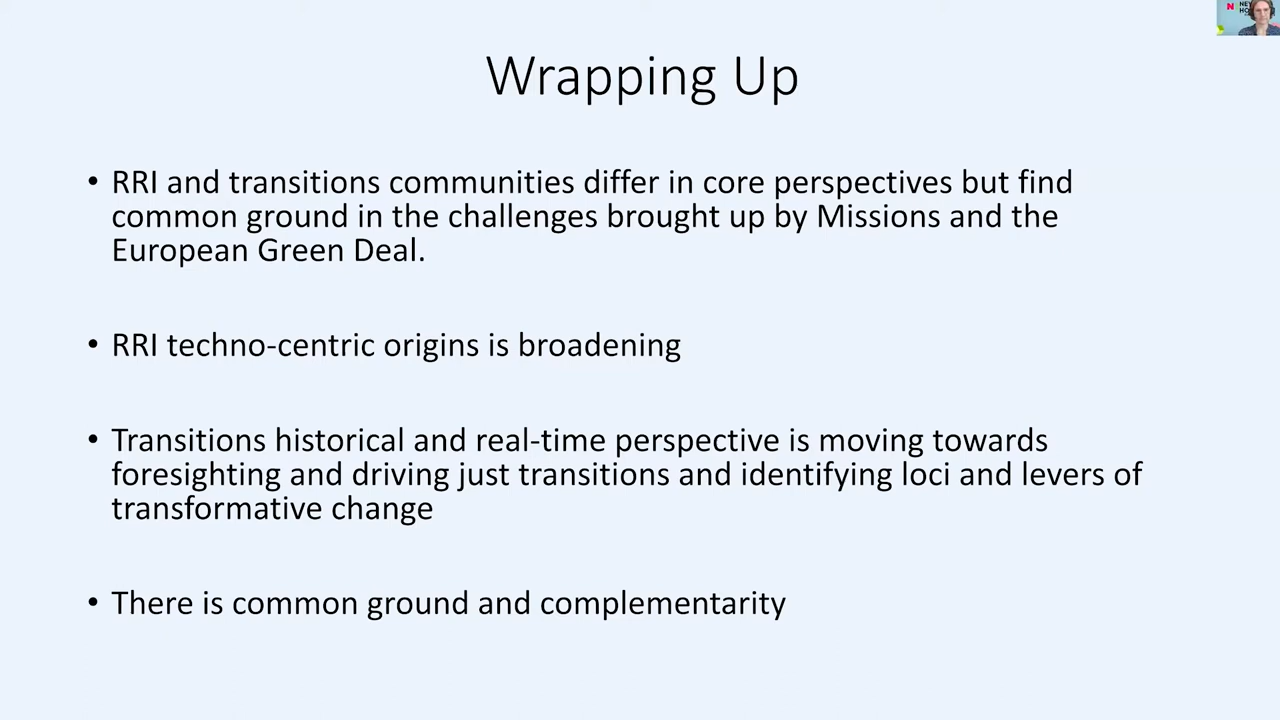 Wrapping Up
• RRI and transitions communities differ in core perspectives but find
common ground in the challenges brought up by Missions and the
European Green Deal.
• RRI techno-centric origins is broadening
• Transitions historical and real-time perspective is moving towards
foresighting and driving just transitions and identifying loci and levers of
transformative change
• There is common ground and complementarity